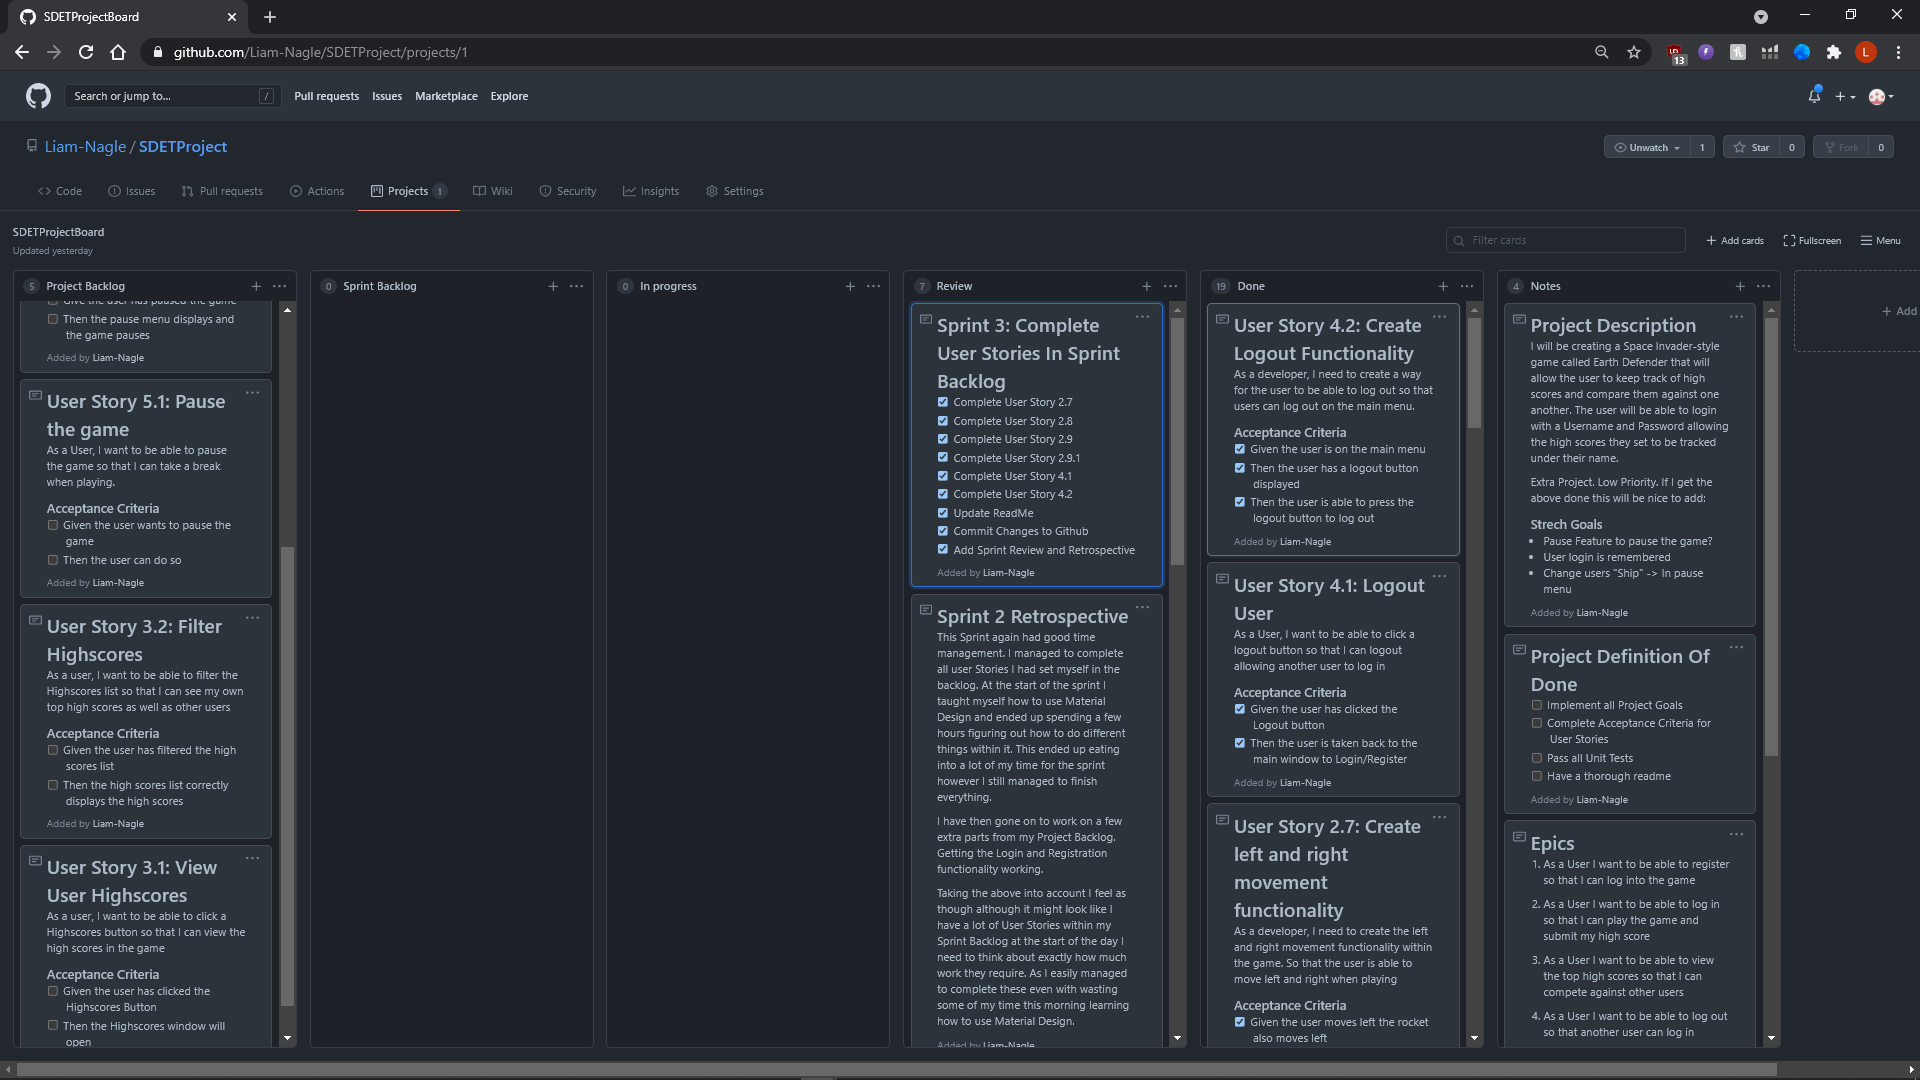 SDETProjectBoard
github.com/Liam-Nagle/SDETProject/projects/1
13
L
Search or jump to...
/
Pull requests
Issues
Marketplace
Explore
Liam-Nagle / SDETProject
Unwatch
1
Star
0
Fork
0
Code
Issues
Pull requests
Actions
Projects 1
Wiki
Security
Insights
Settings
SDETProjectBoard
Updated yesterday
Filter cards
Add cards
Fullscreen
Menu
5 Project Backlog
Give the user has paused the game
Then the pause menu displays and
the game pauses
Added by Liam-Nagle
User Story 5.1: Pause
the game
As a User, I want to be able to pause
the game so that I can take a break
when playing.
Acceptance Criteria
Given the user wants to pause the
game
Then the user can do so
Added by Liam-Nagle
User Story 3.2: Filter
Highscores
As a user, I want to be able to filter the
Highscores list so that I can see my own
top high scores as well as other users
Acceptance Criteria
Given the user has filtered the high
scores list
Then the high scores list correctly
displays the high scores
Added by Liam-Nagle
User Story 3.1: View
User Highscores
As a user, I want to be able to click a
Highscores button so that I can view the
high scores in the game
Acceptance Criteria
Given the user has clicked the
Highscores Button
Then the Highscores window will
open
0 Sprint Backlog
0 In progress
7 Review
Sprint 3: Complete
User Stories In Sprint
Backlog
Complete User Story 2.7
Complete User Story 2.8
Complete User Story 2.9
Complete User Story 2.9.1
Complete User Story 4.1
Complete User Story 4.2
Update ReadMe
Commit Changes to Github
Add Sprint Review and Retrospective
Added by Liam-Nagle
Sprint 2 Retrospective
This Sprint again had good time
management. I managed to complete
all user Stories I had set myself in the
backlog. At the start of the sprint I
taught myself how to use Material
Design and ended up spending a few
hours figuring out how to do different
things within it. This ended up eating
into a lot of my time for the sprint
however I still managed to finish
everything.
I have then gone on to work on a few
extra parts from my Project Backlog.
Getting the Login and Registration
functionality working.
Taking the above into account I feel as
though although it might look like I
have a lot of User Stories within my
Sprint Backlog at the start of the day I
need to think about exactly how much
work they require. As I easily managed
to complete these even with wasting
some of my time this morning learning
how to use Material Design.
Added by Liam-Nagle
19 Done
User Story 4.2: Create
Logout Functionality
As a developer, I need to create a way
for the user to be able to log out so that
users can log out on the main menu.
Acceptance Criteria
Given the user is on the main menu
Then the user has a logout button
displayed
Then the user is able to press the
logout button to log out
Added by Liam-Nagle
User Story 4.1: Logout
User
As a User, I want to be able to click a
logout button so that I can logout
allowing another user to log in
Acceptance Criteria
Given the user has clicked the
Logout button
Then the user is taken back to the
main window to Login/Register
Added by Liam-Nagle
User Story 2.7: Create
left and right
movement
functionality
As a developer, I need to create the left
and right movement functionality within
the game. So that the user is able to
move left and right when playing
Acceptance Criteria
Given the user moves left the rocket
also moves left
4 Notes
Project Description
I will be creating a Space Invader-style
game called Earth Defender that will
allow the user to keep track of high
scores and compare them against one
another. The user will be able to login
with a Username and Password allowing
the high scores they set to be tracked
under their name.
Extra Project. Low Priority. If I get the
above done this will be nice to add:
Strech Goals
• Pause Feature to pause the game?
• User login is remembered
• Change users "Ship" -> In pause
menu
Added by Liam-Nagle
Project Definition Of
Done
Implement all Project Goals
Complete Acceptance Criteria for
User Stories
Pass all Unit Tests
Have a thorough readme
Added by Liam-Nagle
Epics
1. As a User I want to be able to register
so that I can log into the game
2. As a User I want to be able to log in
so that I can play the game and
submit my high score
3. As a User I want to be able to view
the top high scores so that I can
compete against other users
4. As a User I want to be able to log out
so that another user can log in
+ Add